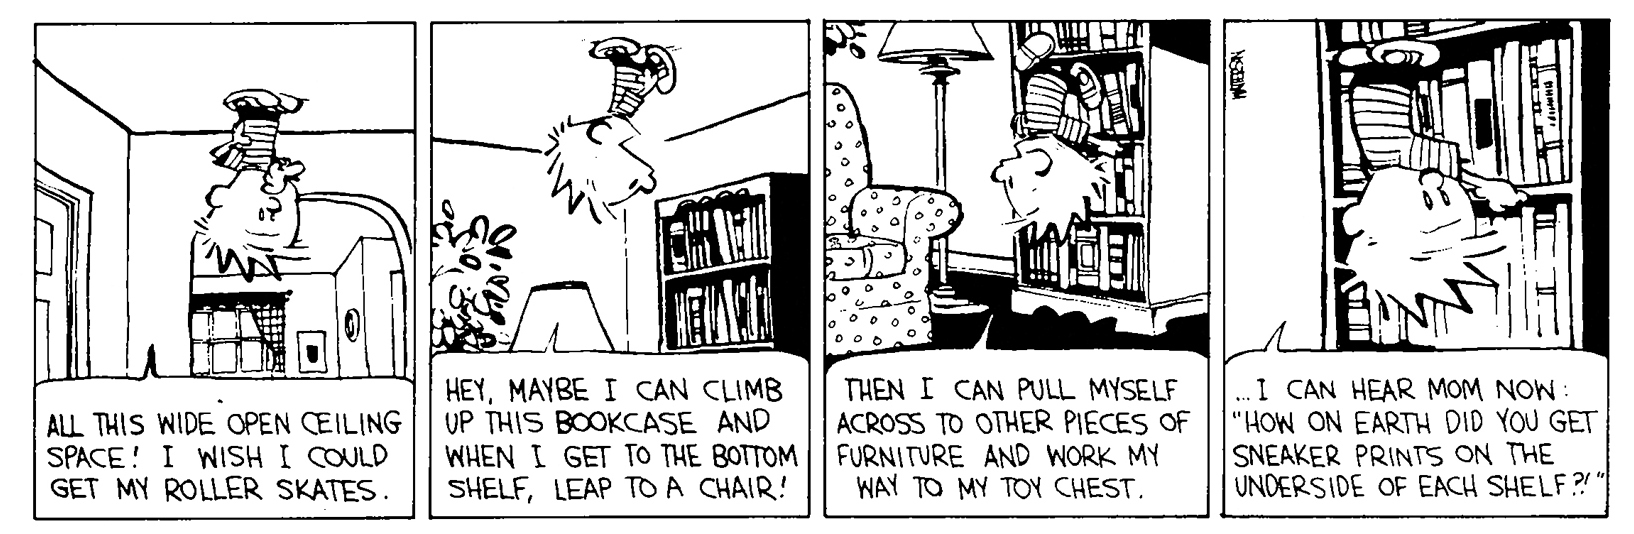 ALL THIS WIDE OPEN CEILING
SPACE! I WISH I COULD
GET MY ROLLER SKATES.
HEY, MAYBE I CAN CLIMB
UP THIS BOOKCASE AND
WHEN I GET TO THE BOTTOM
SHELF, LEAP TO A CHAIR!
THEN I CAN PULL MYSELF
ACROSS TO OTHER PIECES OF
FURNITURE AND WORK MY
WAY TO MY TOY CHEST.
WATTERSON
...I CAN HEAR MOM NOW:
"HOW ON EARTH DID YOU GET
SNEAKER PRINTS ON THE
UNDERSIDE OF EACH SHELF?!"